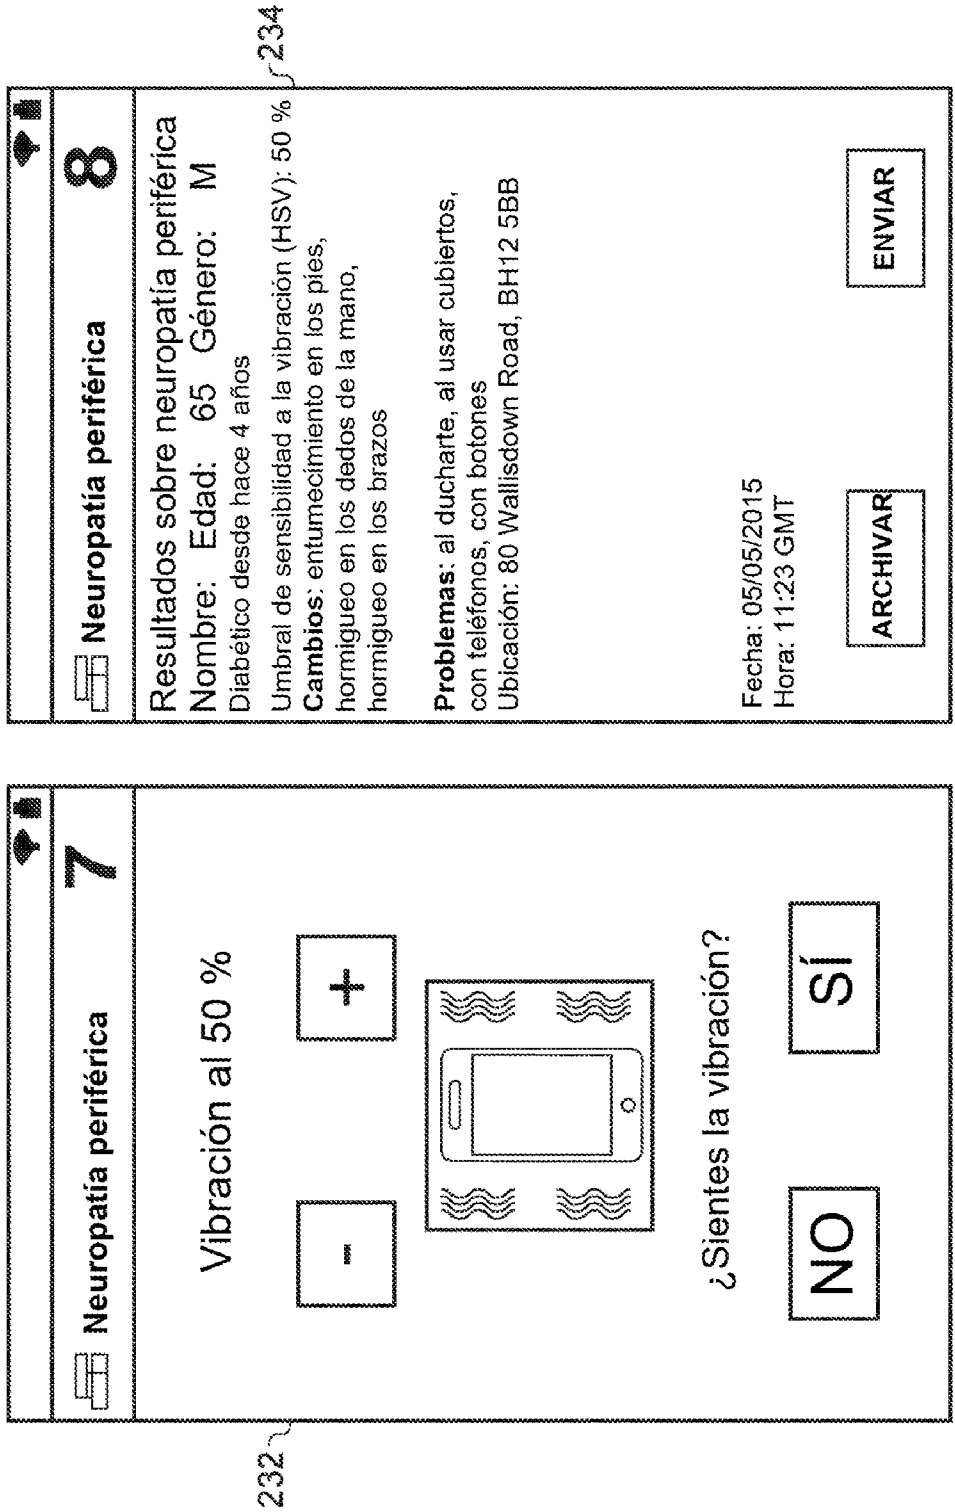 232
Neuropatía periférica
7
Vibración al 50 %
-
+
¿Sientes la vibración?
NO
SÍ
234
Neuropatía periférica
8
Resultados sobre neuropatía periférica
Nombre: Edad: 65 Género: M
Diabético desde hace 4 años
Umbral de sensibilidad a la vibración (HSV): 50 %
Cambios: entumecimiento en los pies,
hormigueo en los dedos de la mano,
hormigueo en los brazos
Problemas: al ducharte, al usar cubiertos,
con teléfonos, con botones
Ubicación: 80 Wallisdown Road, BH12 5BB
Fecha: 05/05/2015
Hora: 11:23 GMT
ARCHIVAR
ENVIAR